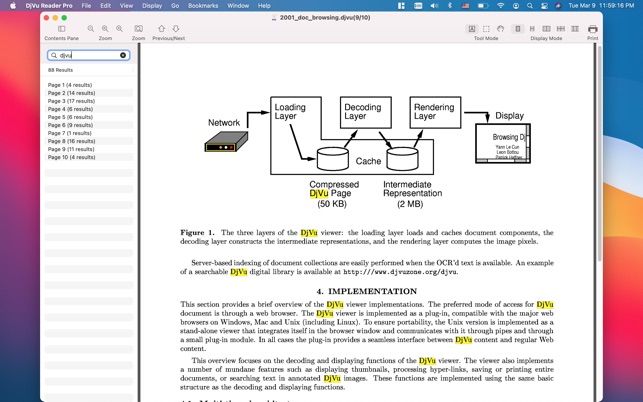 DjVu Reader Pro File Edit View Display Go Bookmarks Window Help
Tue Mar 9 11:59:16 PM
2001_doc_browsing.djvu(9/10)
Contents Pane Zoom Zoom Previous/Next Tool Mode Display Mode Print
djvu
88 Results
Page 1 (4 results)
Page 2 (14 results)
Page 3 (17 results)
Page 4 (6 results)
Page 5 (6 results)
Page 6 (9 results)
Page 7 (1 results)
Page 8 (16 results)
Page 9 (11 results)
Page 10 (4 results)
Network
Loading
Layer
Decoding
Layer
Rendering
Layer
Display
Browsing Dj
Yann Le Cun
Leon Bottou
Patrick Haffner
Cache
Compressed
DjVu Page
(50 KB)
Intermediate
Representation
(2 MB)
Figure 1. The three layers of the DjVu viewer: the loading layer loads and caches document components, the
decoding layer constructs the intermediate representations, and the rendering layer computes the image pixels.
Server-based indexing of document collections are easily performed when the OCR'd text is available. An example
of a searchable DjVu digital library is available at http:///www.djvuzone.org/djvu.
4. IMPLEMENTATION
This section provides a brief overview of the DjVu viewer implementations. The preferred mode of access for DjVu
document is through a web browser. The DjVu viewer is implemented as a plug-in, compatible with the major web
browsers on Windows, Mac and Unix (including Linux). To ensure portability, the Unix version is implemented as a
stand-alone viewer that integrates itself in the browser window and communicates with it through pipes and through
a small plug-in module. In all cases the plug-in provides a seamless interface between DjVu content and regular Web
content.
This overview focuses on the decoding and displaying functions of the DjVu viewer. The viewer also implements
a number of mundane features such as displaying thumbnails, processing hyper-links, saving or printing entire
documents, or searching text in annotated DjVu images. These functions are implemented using the same basic
structure as the decoding and displaying functions.